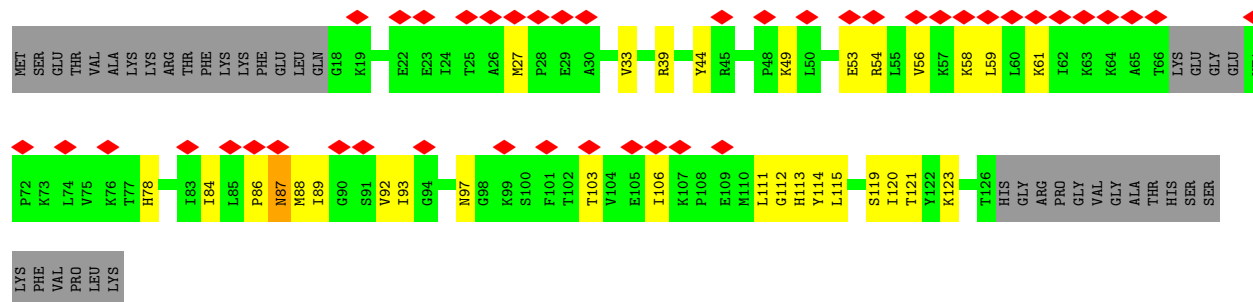 MET SER GLU THR VAL ALA LYS LYS ARG THR PHE LYS LYS PHE GLU LEU GLN G18 K19 E22 E23 I24 T25 A26 M27 P28 E29 A30 V33 R39 Y44 R45 P48 K49 L50 E53 R54 L55 V56 K57 K58 L59 L60 K61 I62 K63 K64 A65 T66 LYS GLU GLY GLU
P72 K73 L74 V75 K76 T77 H78 I83 I84 L85 P86 N87 M88 I89 G90 S91 V92 I93 G94 N97 G98 K99 S100 F101 T102 T103 V104 E105 I106 K107 P108 E109 M110 L111 G112 H113 Y114 L115 S119 I120 T121 Y122 K123 T126 HIS GLY ARG PRO GLY VAL GLY ALA THR HIS SER SER
LYS PHE VAL PRO LEU LYS